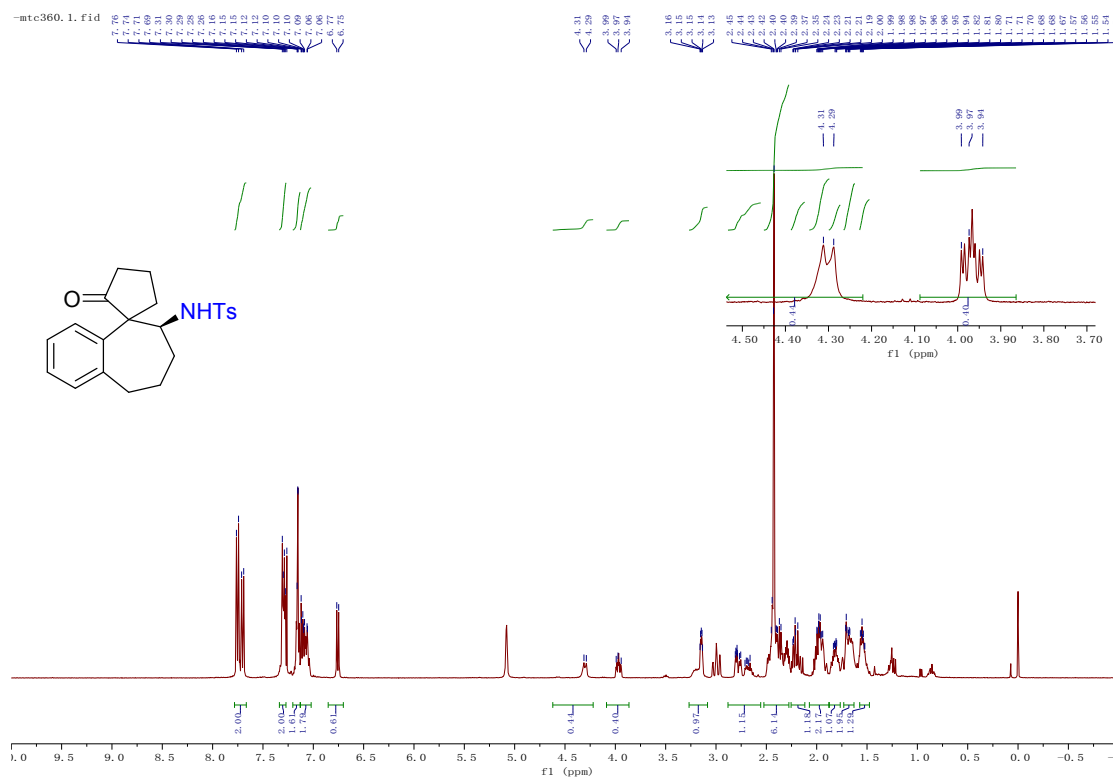 -mtc360.1.fid
7.76 7.74 7.71 7.69 7.31 7.30 7.29 7.28 7.26 7.16 7.15 7.15 7.12 7.12 7.10 7.10 7.10 7.09 7.06 7.06 6.77 6.75 4.31 4.29 3.99 3.97 3.94 3.16 3.15 3.15 3.14 3.13 2.45 2.44 2.43 2.42 2.40 2.40 2.39 2.37 2.35 2.24 2.23 2.21 2.21 2.19 2.00 1.99 1.98 1.98 1.97 1.96 1.96 1.95 1.94 1.82 1.81 1.80 1.71 1.71 1.70 1.68 1.68 1.67 1.57 1.56 1.55 1.54
4.31 4.29 3.99 3.97 3.94
0.44 0.40
4.50 4.40 4.30 4.20 4.10 4.00 3.90 3.80 3.70
f1 (ppm)
O
NHTs
2.00 2.00 1.61 1.79 0.61 0.44 0.40 0.97 1.15 6.14 1.18 2.17 1.07 1.95 1.29
9.5 9.0 8.5 8.0 7.5 7.0 6.5 6.0 5.5 5.0 4.5 4.0 3.5 3.0 2.5 2.0 1.5 1.0 0.5 0.0 -0.5
f1 (ppm)